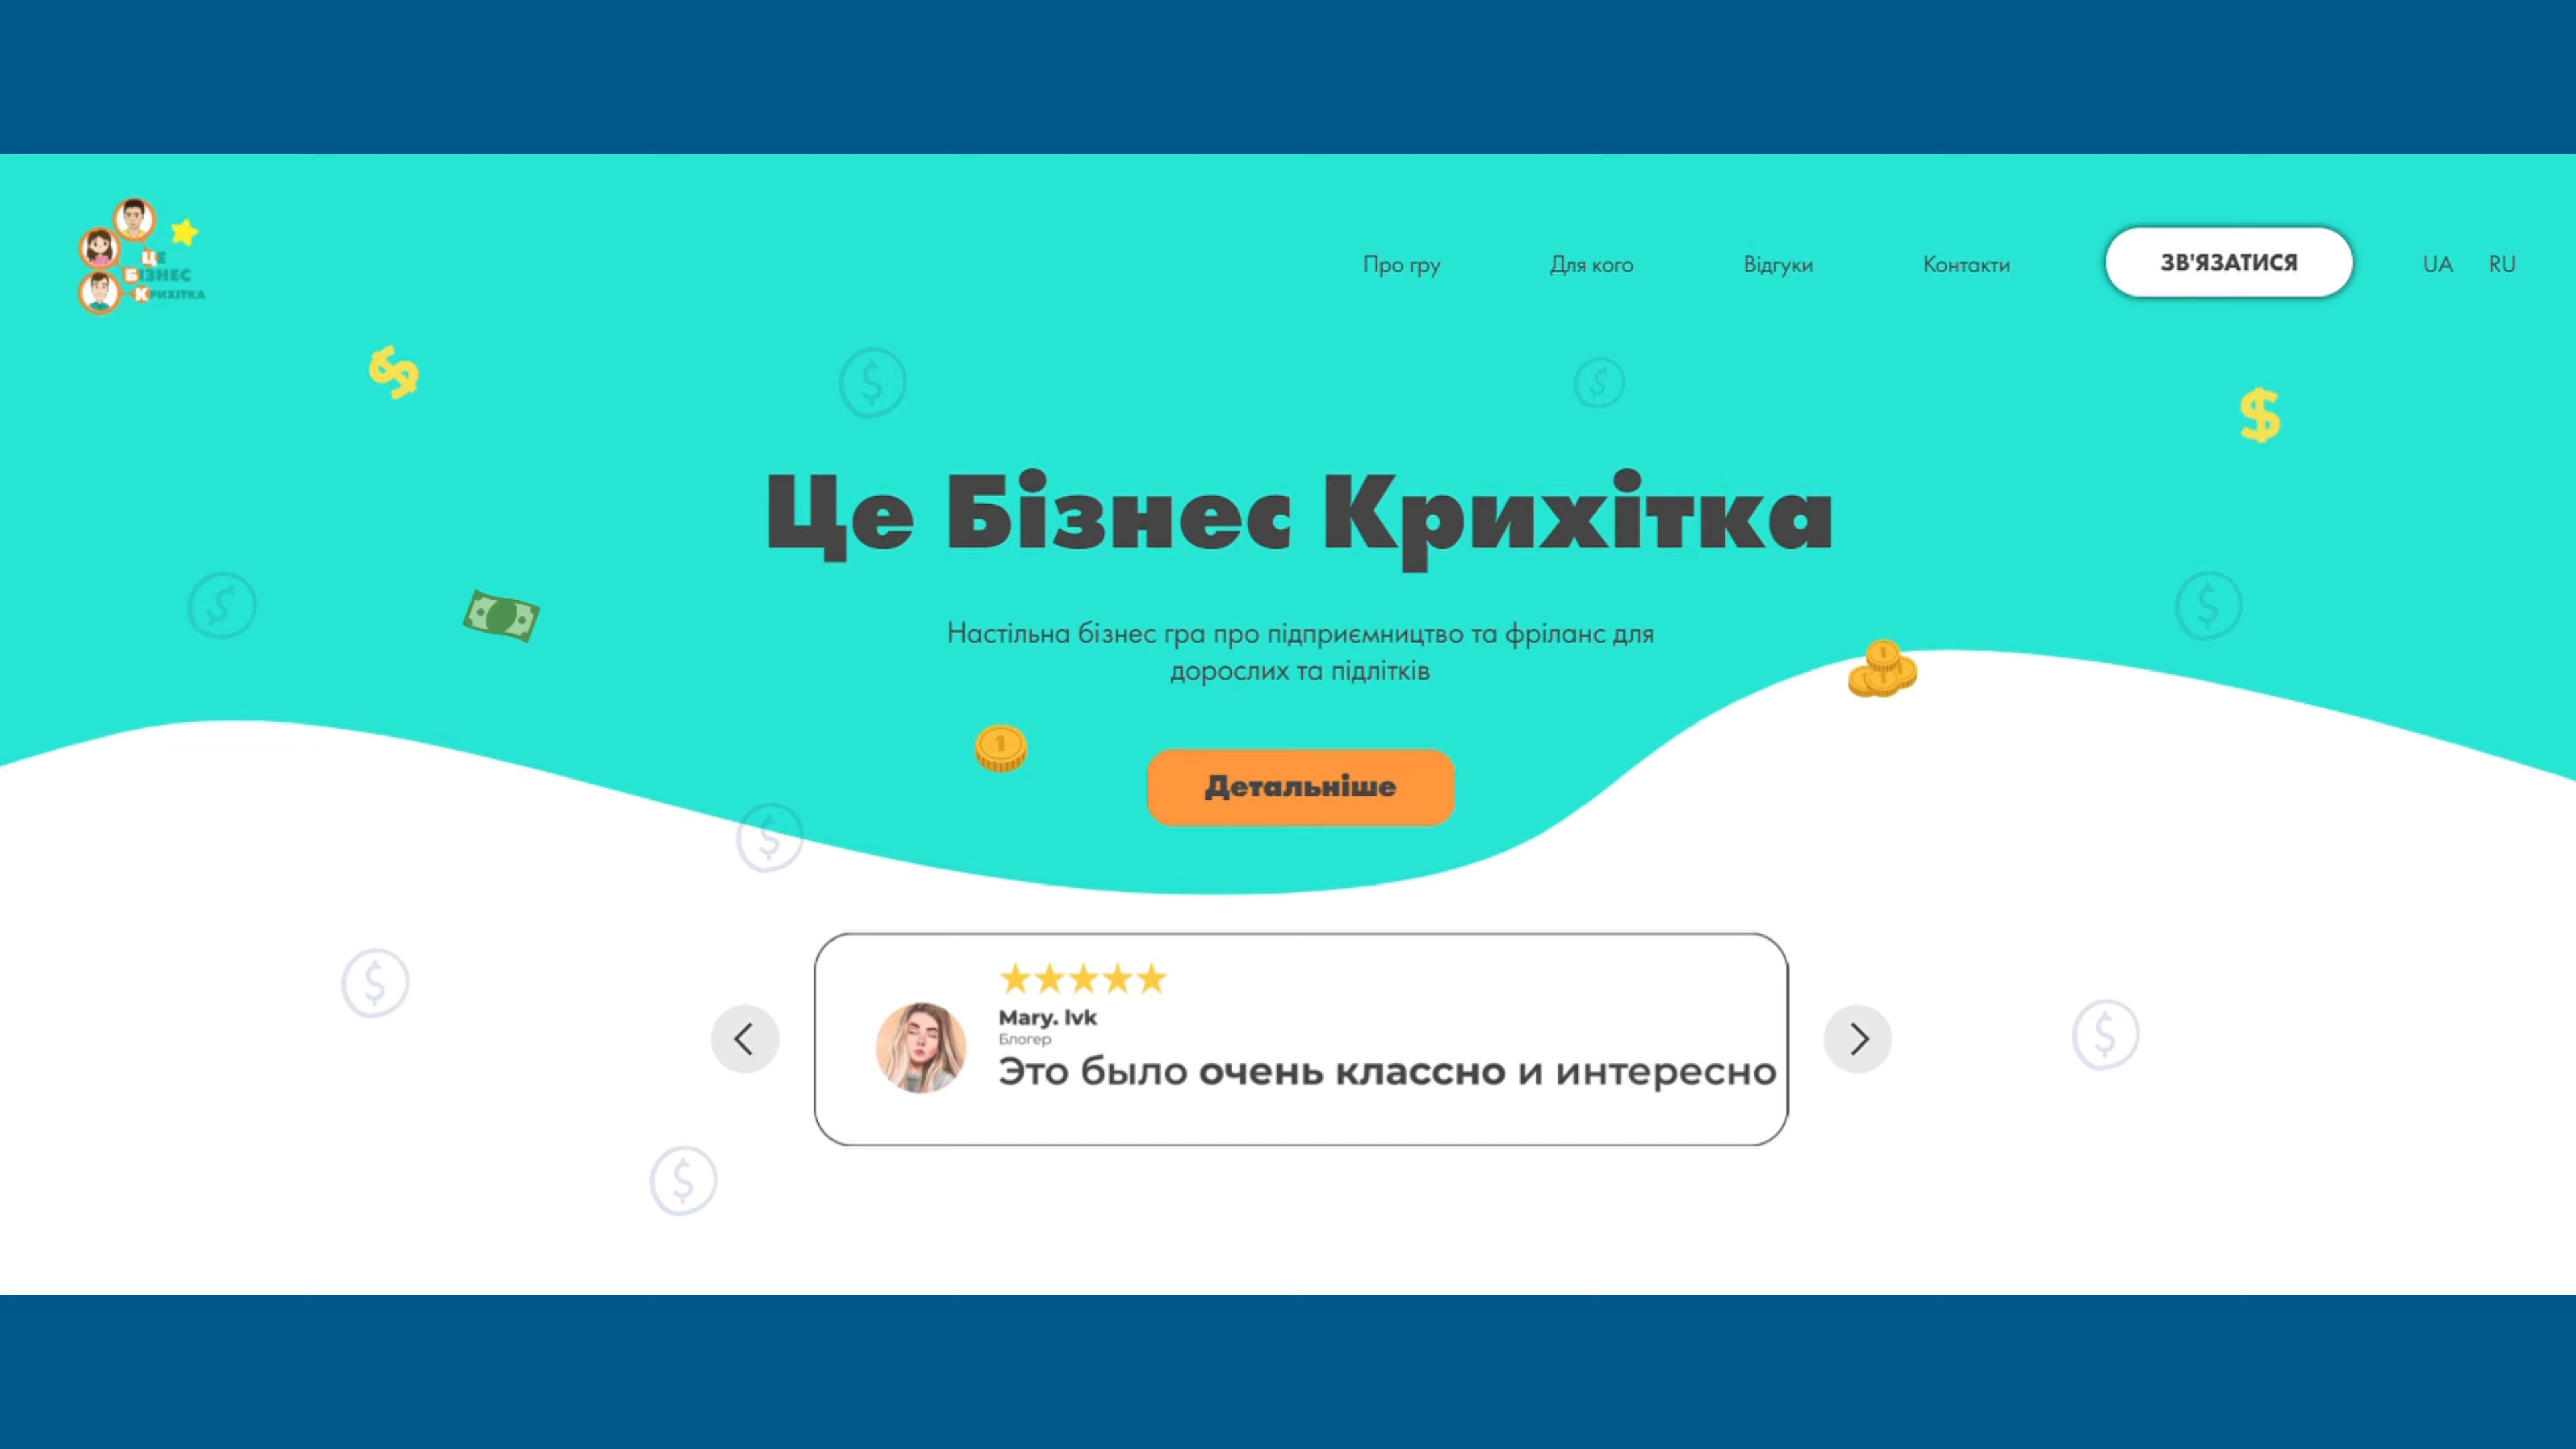 ЦЕ
БІЗНЕС
КРИХІТКА
Про гру
Для кого
Відгуки
Контакти
ЗВ'ЯЗАТИСЯ
UA
RU
Це Бізнес Крихітка
Настільна бізнес гра про підприємництво та фріланс для
дорослих та підлітків
Детальніше
Mary. Ivk
Блогер
Это было очень классно и интересно